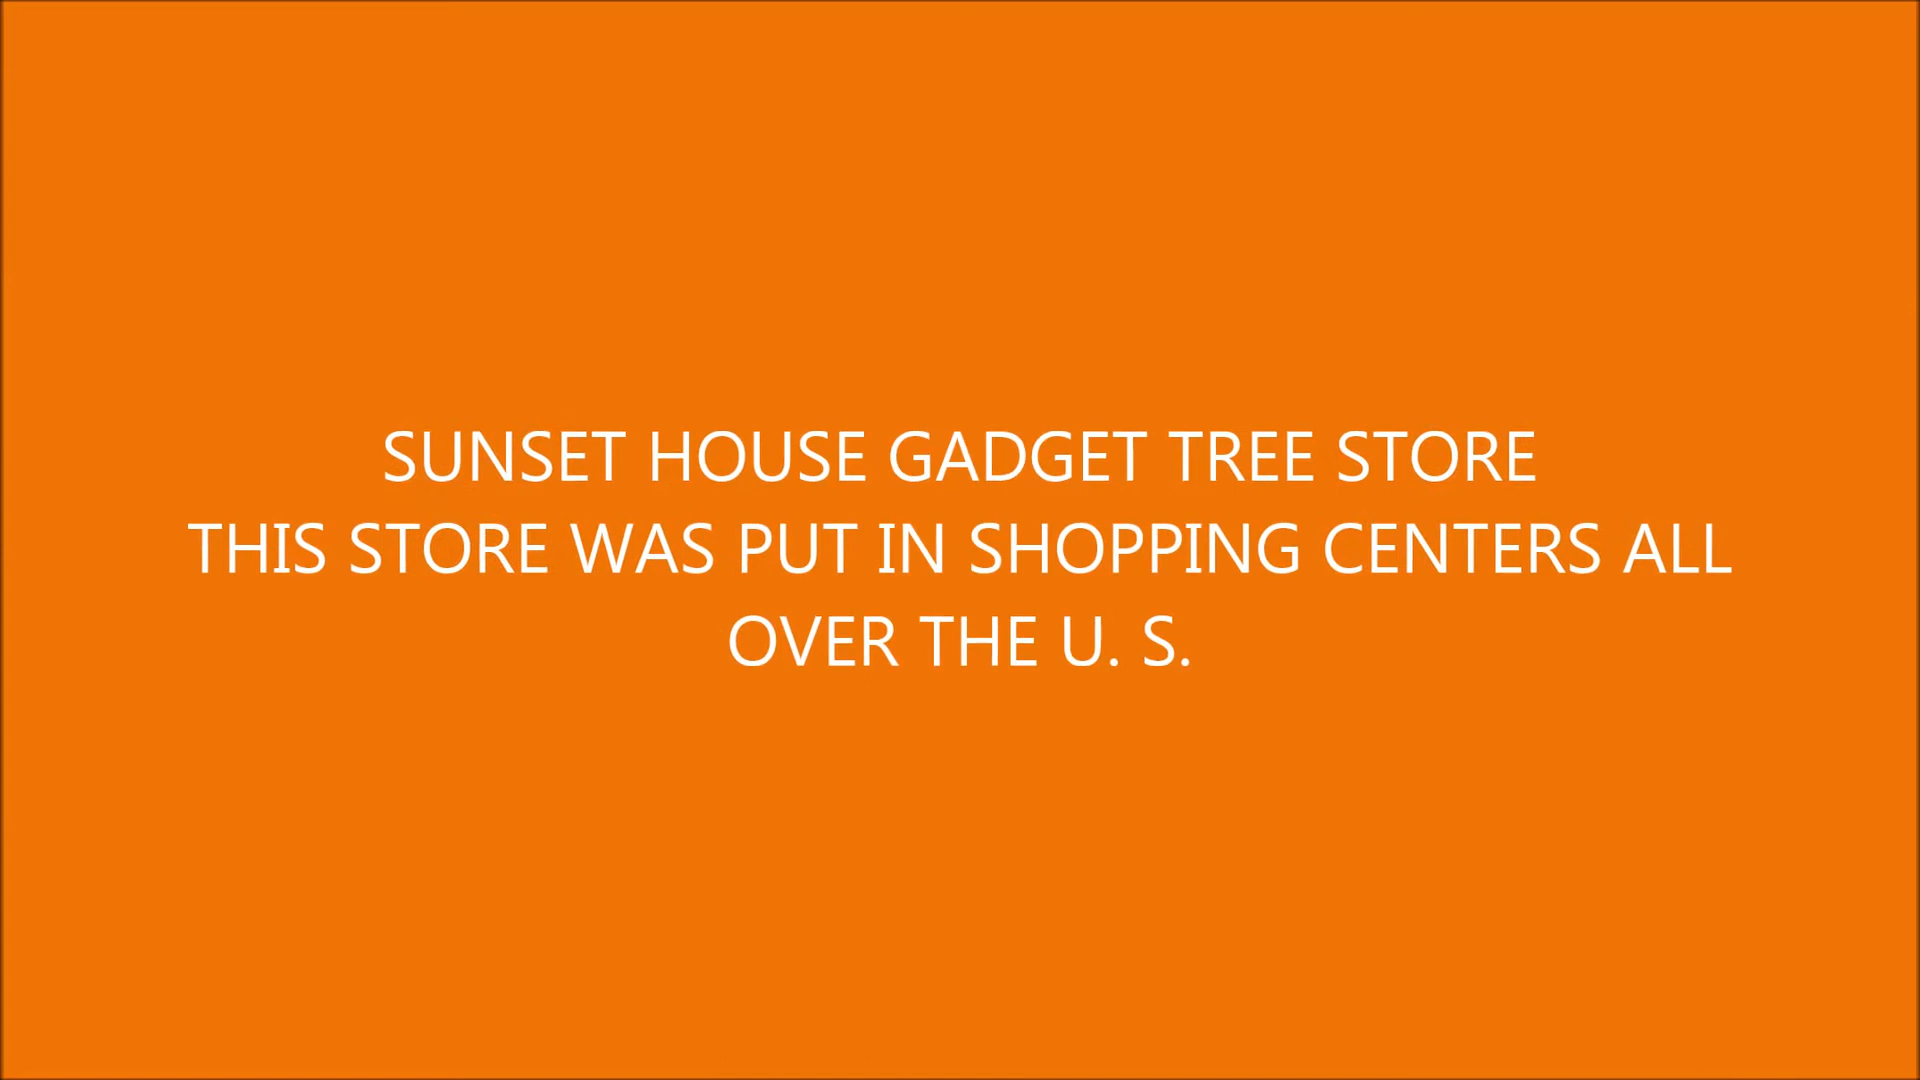 SUNSET HOUSE GADGET TREE STORE
THIS STORE WAS PUT IN SHOPPING CENTERS ALL
OVER THE U. S.